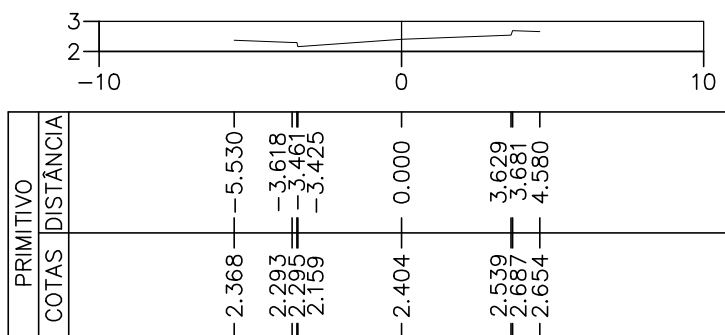 3
2
−10 0 10
PRIMITIVO
DISTÂNCIA −5.530 −3.618 −3.461 −3.425 0.000 3.629 3.681 4.580
COTAS 2.368 2.293 2.295 2.159 2.404 2.539 2.687 2.654